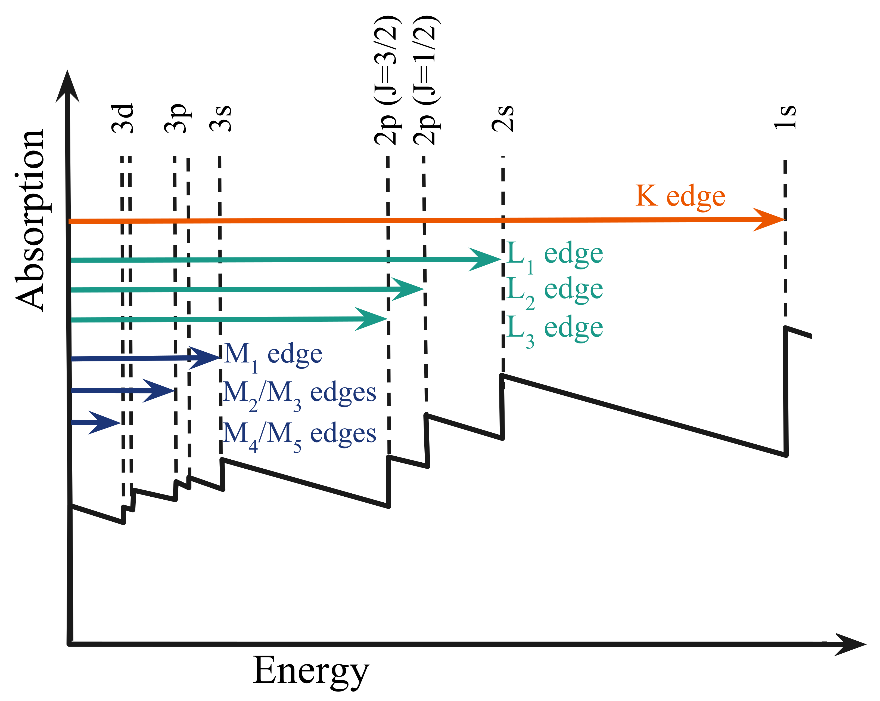 3d
3p
3s
2p (J=3/2)
2p (J=1/2)
2s
1s
Absorption
K edge
L1 edge
L2 edge
L3 edge
M1 edge
M2/M3 edges
M4/M5 edges
Energy